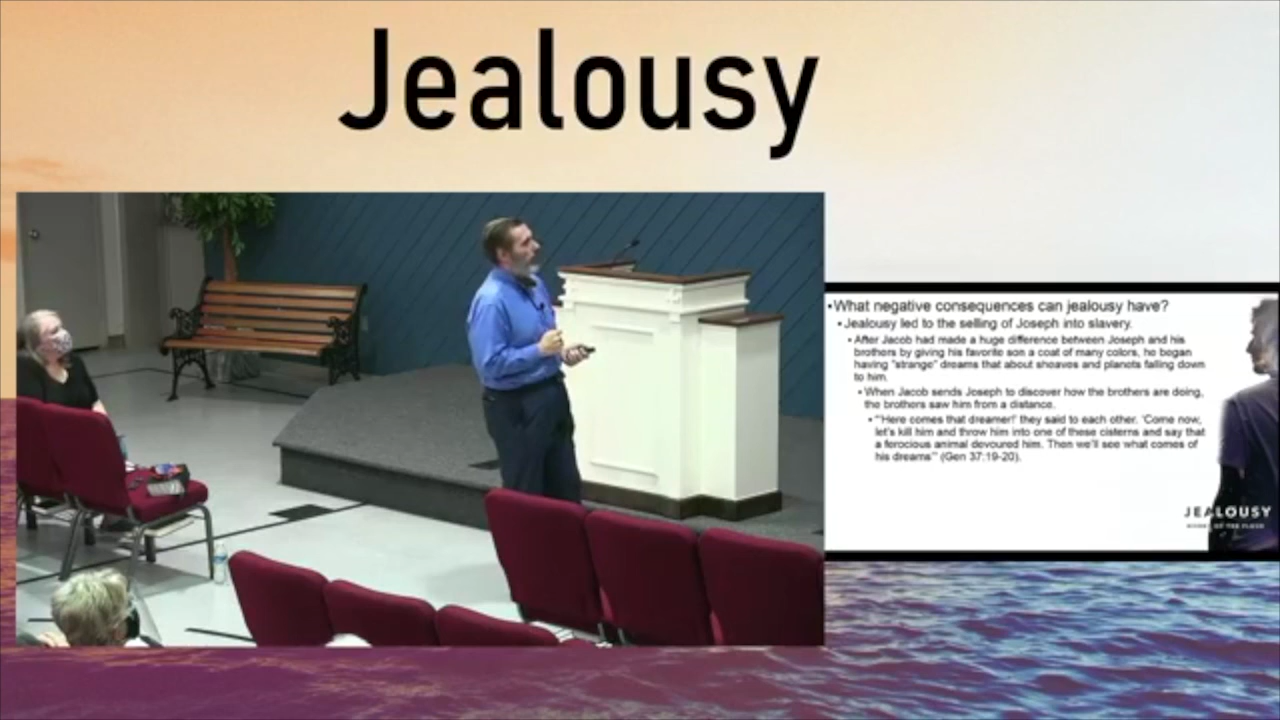 Jealousy
•What negative consequences can jealousy have?
•Jealousy led to the selling of Joseph into slavery.
•After Jacob had made a huge difference between Joseph and his
brothers by giving his favorite son a coat of many colors, he began
having "strange" dreams that about sheaves and planets falling down
to him.
•When Jacob sends Joseph to discover how the brothers are doing,
the brothers saw him from a distance.
•"'Here comes that dreamer!' they said to each other. 'Come now,
let's kill him and throw him into one of these cisterns and say that
a ferocious animal devoured him. Then we'll see what comes of
his dreams'" (Gen 37:19-20).
JEALOUSY
OF THE FLESH